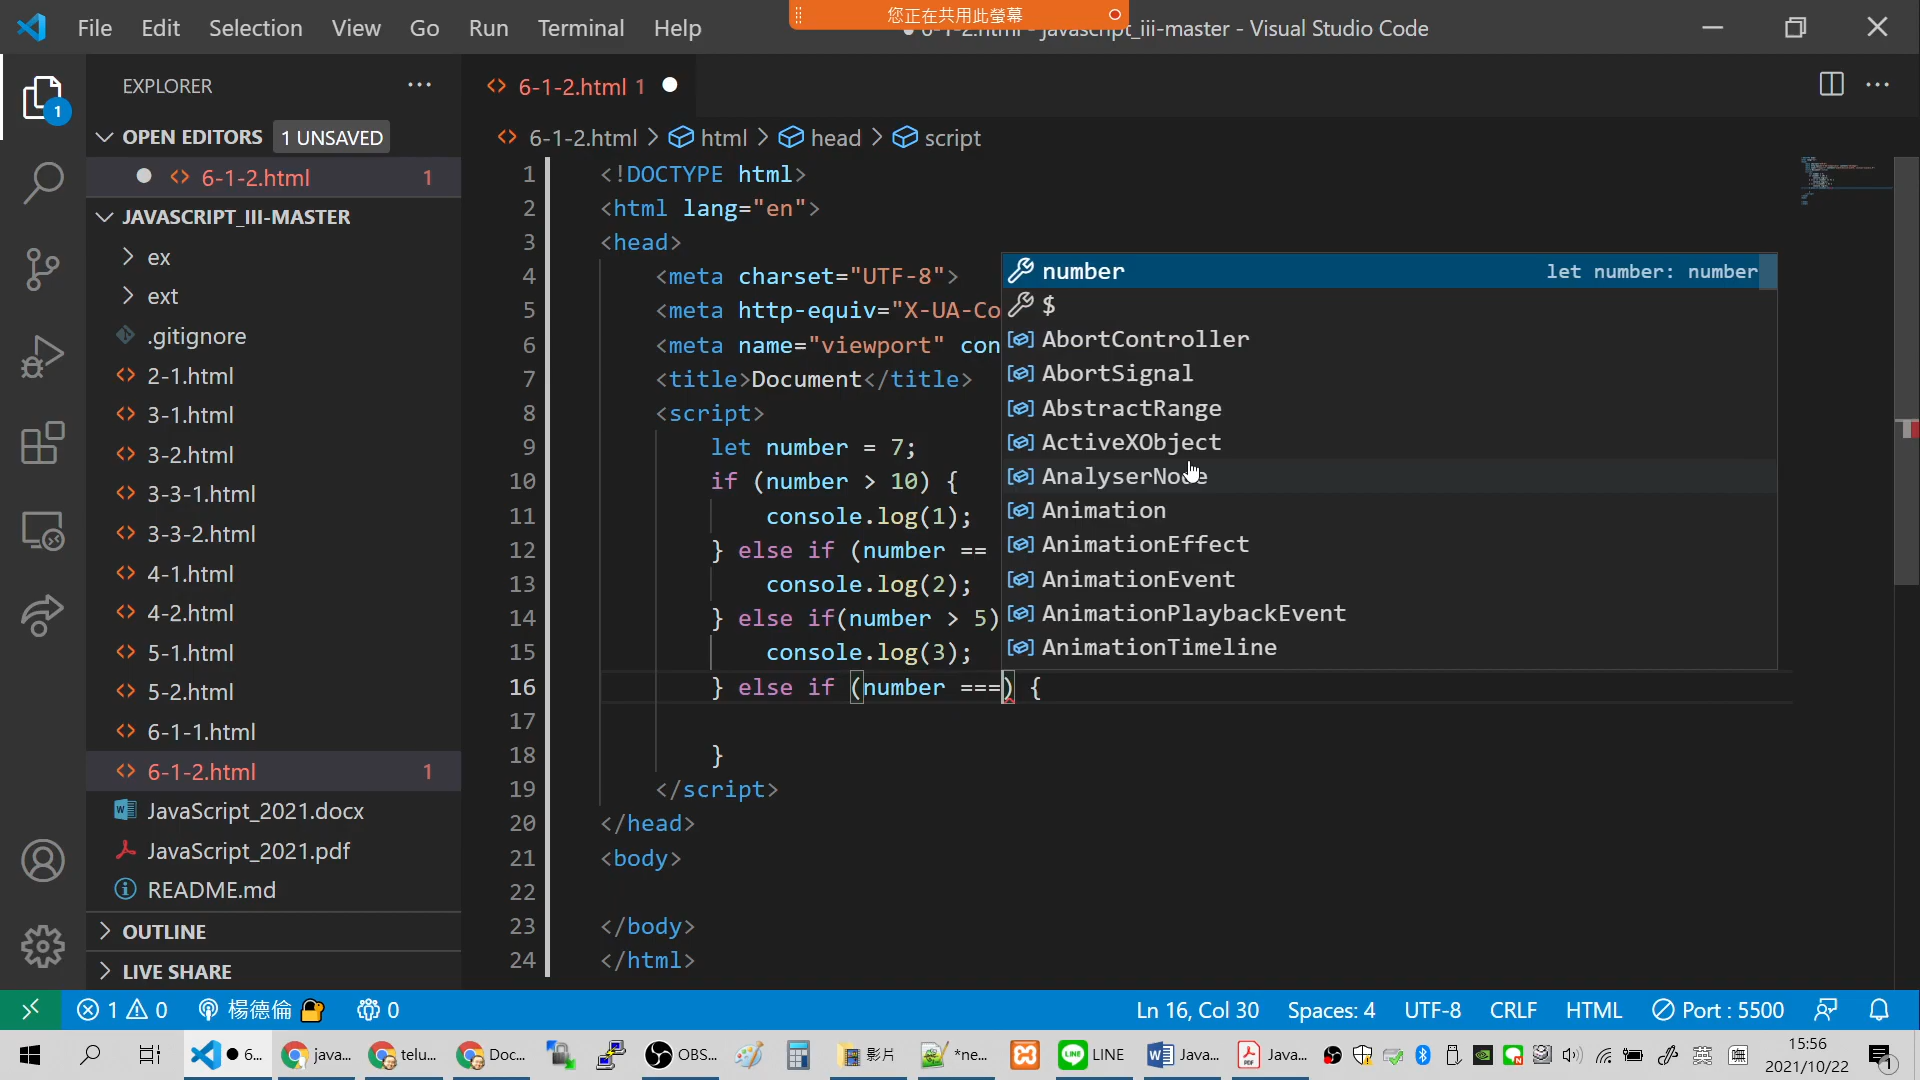 File Edit Selection View Go Run Terminal Help
您正在共用此螢幕
6-1-2.html - javascript_iii-master - Visual Studio Code
EXPLORER
OPEN EDITORS 1 UNSAVED
6-1-2.html 1
JAVASCRIPT_III-MASTER
ex
ext
.gitignore
2-1.html
3-1.html
3-2.html
3-3-1.html
3-3-2.html
4-1.html
4-2.html
5-1.html
5-2.html
6-1-1.html
6-1-2.html 1
JavaScript_2021.docx
JavaScript_2021.pdf
README.md
OUTLINE
LIVE SHARE
6-1-2.html 1
6-1-2.html > html > head > script
1 <!DOCTYPE html>
2 <html lang="en">
3 <head>
4 <meta charset="UTF-8">
5 <meta http-equiv="X-UA-Co
6 <meta name="viewport" con
7 <title>Document</title>
8 <script>
9 let number = 7;
10 if (number > 10) {
11 console.log(1);
12 } else if (number ==
13 console.log(2);
14 } else if(number > 5)
15 console.log(3);
16 } else if (number ===) {
17
18 }
19 </script>
20 </head>
21 <body>
22
23 </body>
24 </html>
number let number: number
$
AbortController
AbortSignal
AbstractRange
ActiveXObject
AnalyserNode
Animation
AnimationEffect
AnimationEvent
AnimationPlaybackEvent
AnimationTimeline
1 0 楊德倫 0
Ln 16, Col 30 Spaces: 4 UTF-8 CRLF HTML Port : 5500
6... java... telu... Doc... OBS... 影片 *ne... LINE Java... Java... 英 15:56
2021/10/22
1